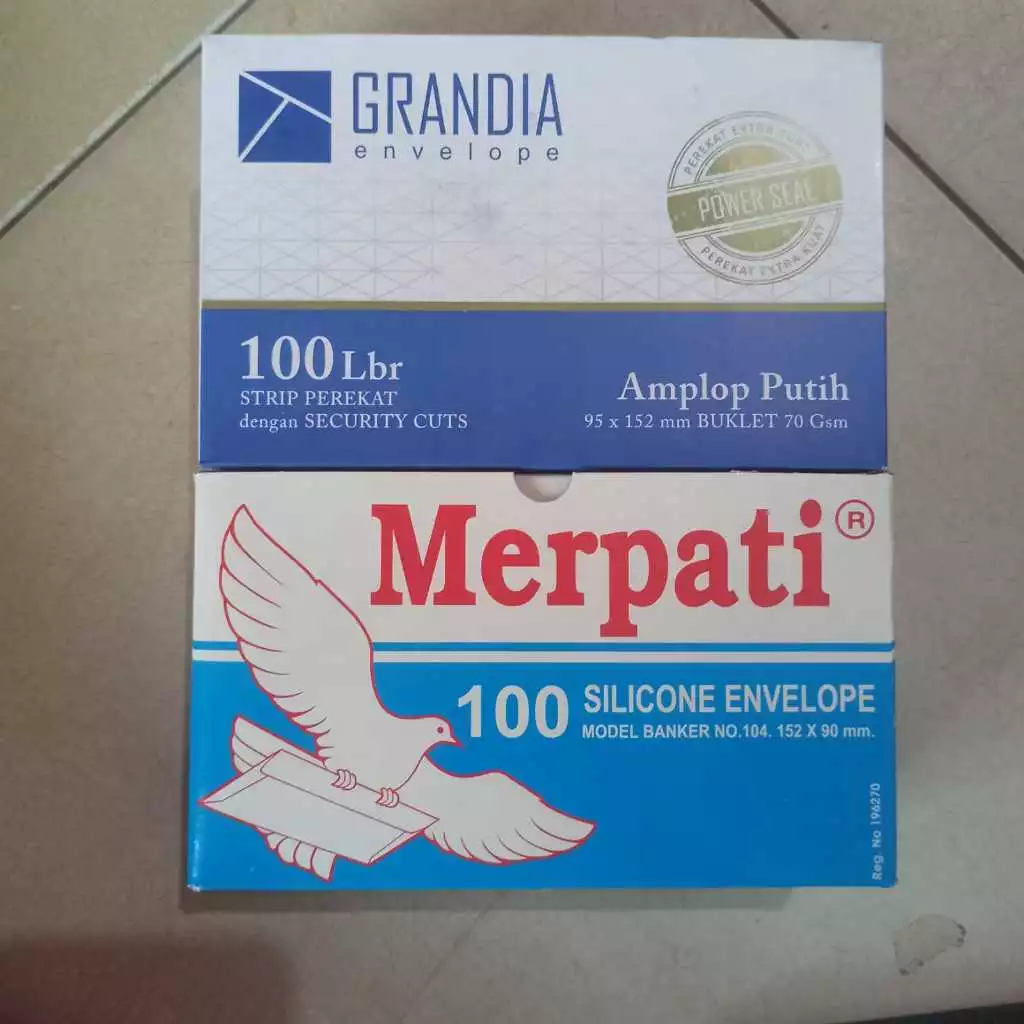 GRANDIA
envelope
PEREKAT EXTRA KUAT
POWER SEAL
PEREKAT EXTRA KUAT
100 Lbr
STRIP PEREKAT
dengan SECURITY CUTS
Amplop Putih
95 x 152 mm BUKLET 70 Gsm
Merpati ®
100 SILICONE ENVELOPE
MODEL BANKER NO.104. 152 X 90 mm.
Reg. No 196270